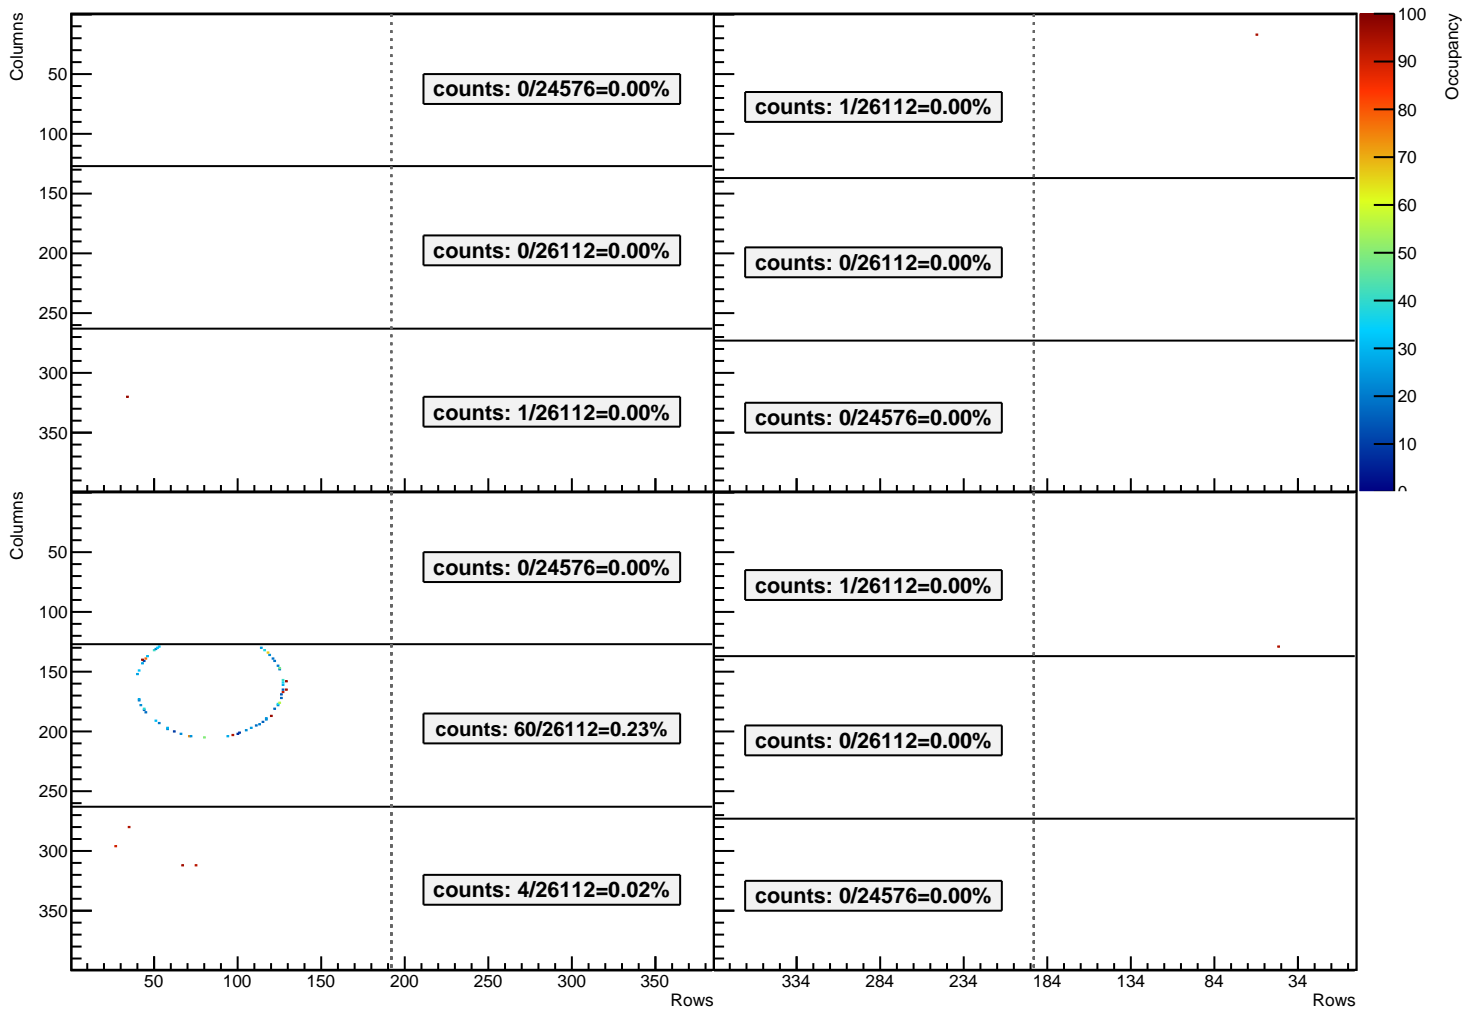 Columns
50
100
150
200
250
300
350
counts: 0/24576=0.00%
counts: 0/26112=0.00%
counts: 1/26112=0.00%
counts: 1/26112=0.00%
counts: 0/26112=0.00%
counts: 0/24576=0.00%
100
90
80
70
60
50
40
30
20
10
0
Occupancy
Columns
50
100
150
200
250
300
350
counts: 0/24576=0.00%
counts: 60/26112=0.23%
counts: 4/26112=0.02%
counts: 1/26112=0.00%
counts: 0/26112=0.00%
counts: 0/24576=0.00%
50 100 150 200 250 300 350
Rows
334 284 234 184 134 84 34
Rows